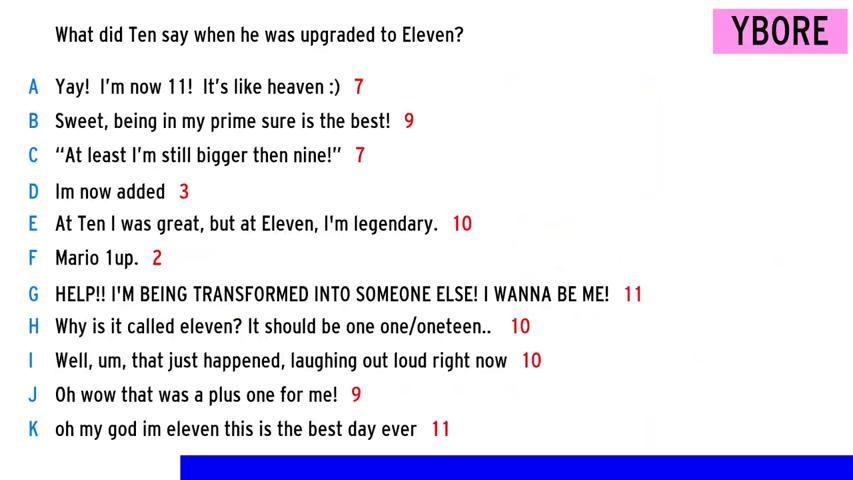 What did Ten say when he was upgraded to Eleven?
YBORE
A Yay! I'm now 11! It's like heaven :) 7
B Sweet, being in my prime sure is the best! 9
C “At least I'm still bigger then nine!” 7
D Im now added 3
E At Ten I was great, but at Eleven, I'm legendary. 10
F Mario 1up. 2
G HELP!! I'M BEING TRANSFORMED INTO SOMEONE ELSE! I WANNA BE ME! 11
H Why is it called eleven? It should be one one/oneteen.. 10
I Well, um, that just happened, laughing out loud right now 10
J Oh wow that was a plus one for me! 9
K oh my god im eleven this is the best day ever 11